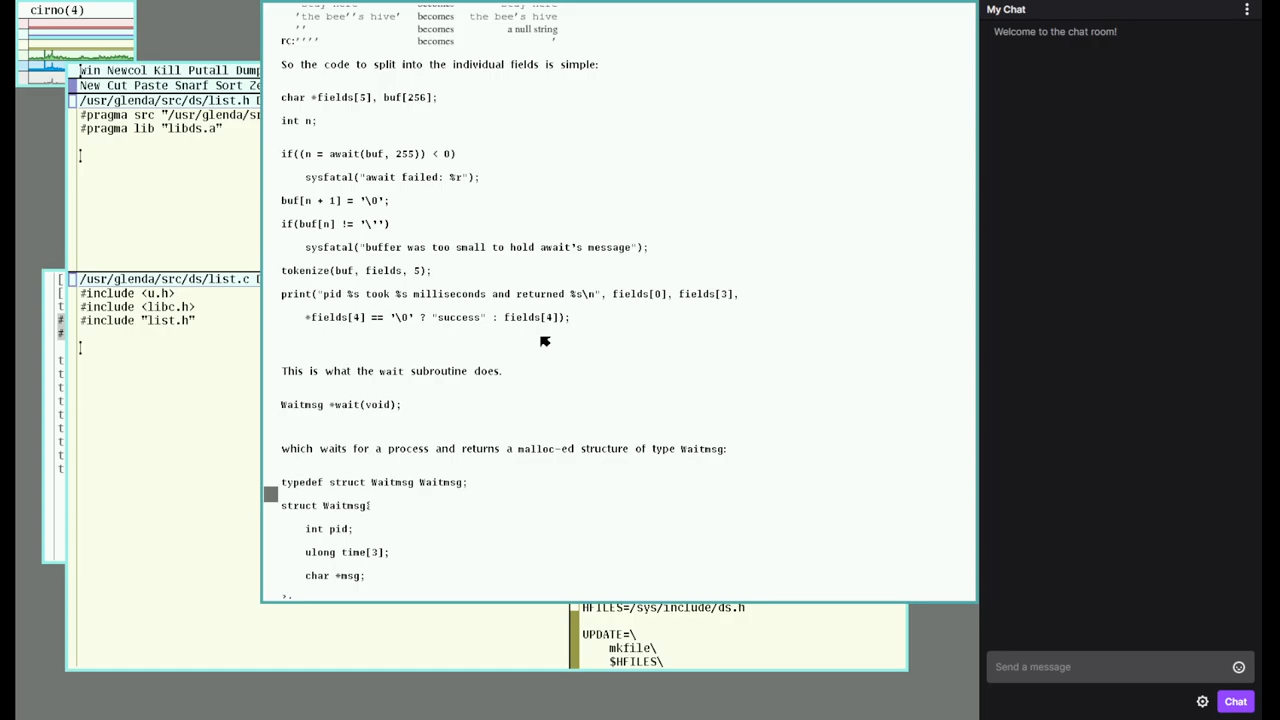 cirno(4)
win Newcol Kill Putall Dump
New Cut Paste Snarf Sort Ze
/usr/glenda/src/ds/list.h D
#pragma src "/usr/glenda/sr
#pragma lib "libds.a"
/usr/glenda/src/ds/list.c D
#include <u.h>
#include <libc.h>
#include "list.h"
'the bee''s hive' becomes the bee's hive
'' becomes a null string
rc:'''' becomes '
So the code to split into the individual fields is simple:
char *fields[5], buf[256];
int n;
if((n = await(buf, 255)) < 0)
sysfatal("await failed: %r");
buf[n + 1] = '\0';
if(buf[n] != '\'')
sysfatal("buffer was too small to hold await's message");
tokenize(buf, fields, 5);
print("pid %s took %s milliseconds and returned %s\n", fields[0], fields[3],
*fields[4] == '\0' ? "success" : fields[4]);
This is what the wait subroutine does.
Waitmsg *wait(void);
which waits for a process and returns a malloc-ed structure of type Waitmsg:
typedef struct Waitmsg Waitmsg;
struct Waitmsg{
int pid;
ulong time[3];
char *msg;
HFILES=/sys/include/ds.h
UPDATE=\
mkfile\
$HFILES\
My Chat
Welcome to the chat room!
Send a message
Chat